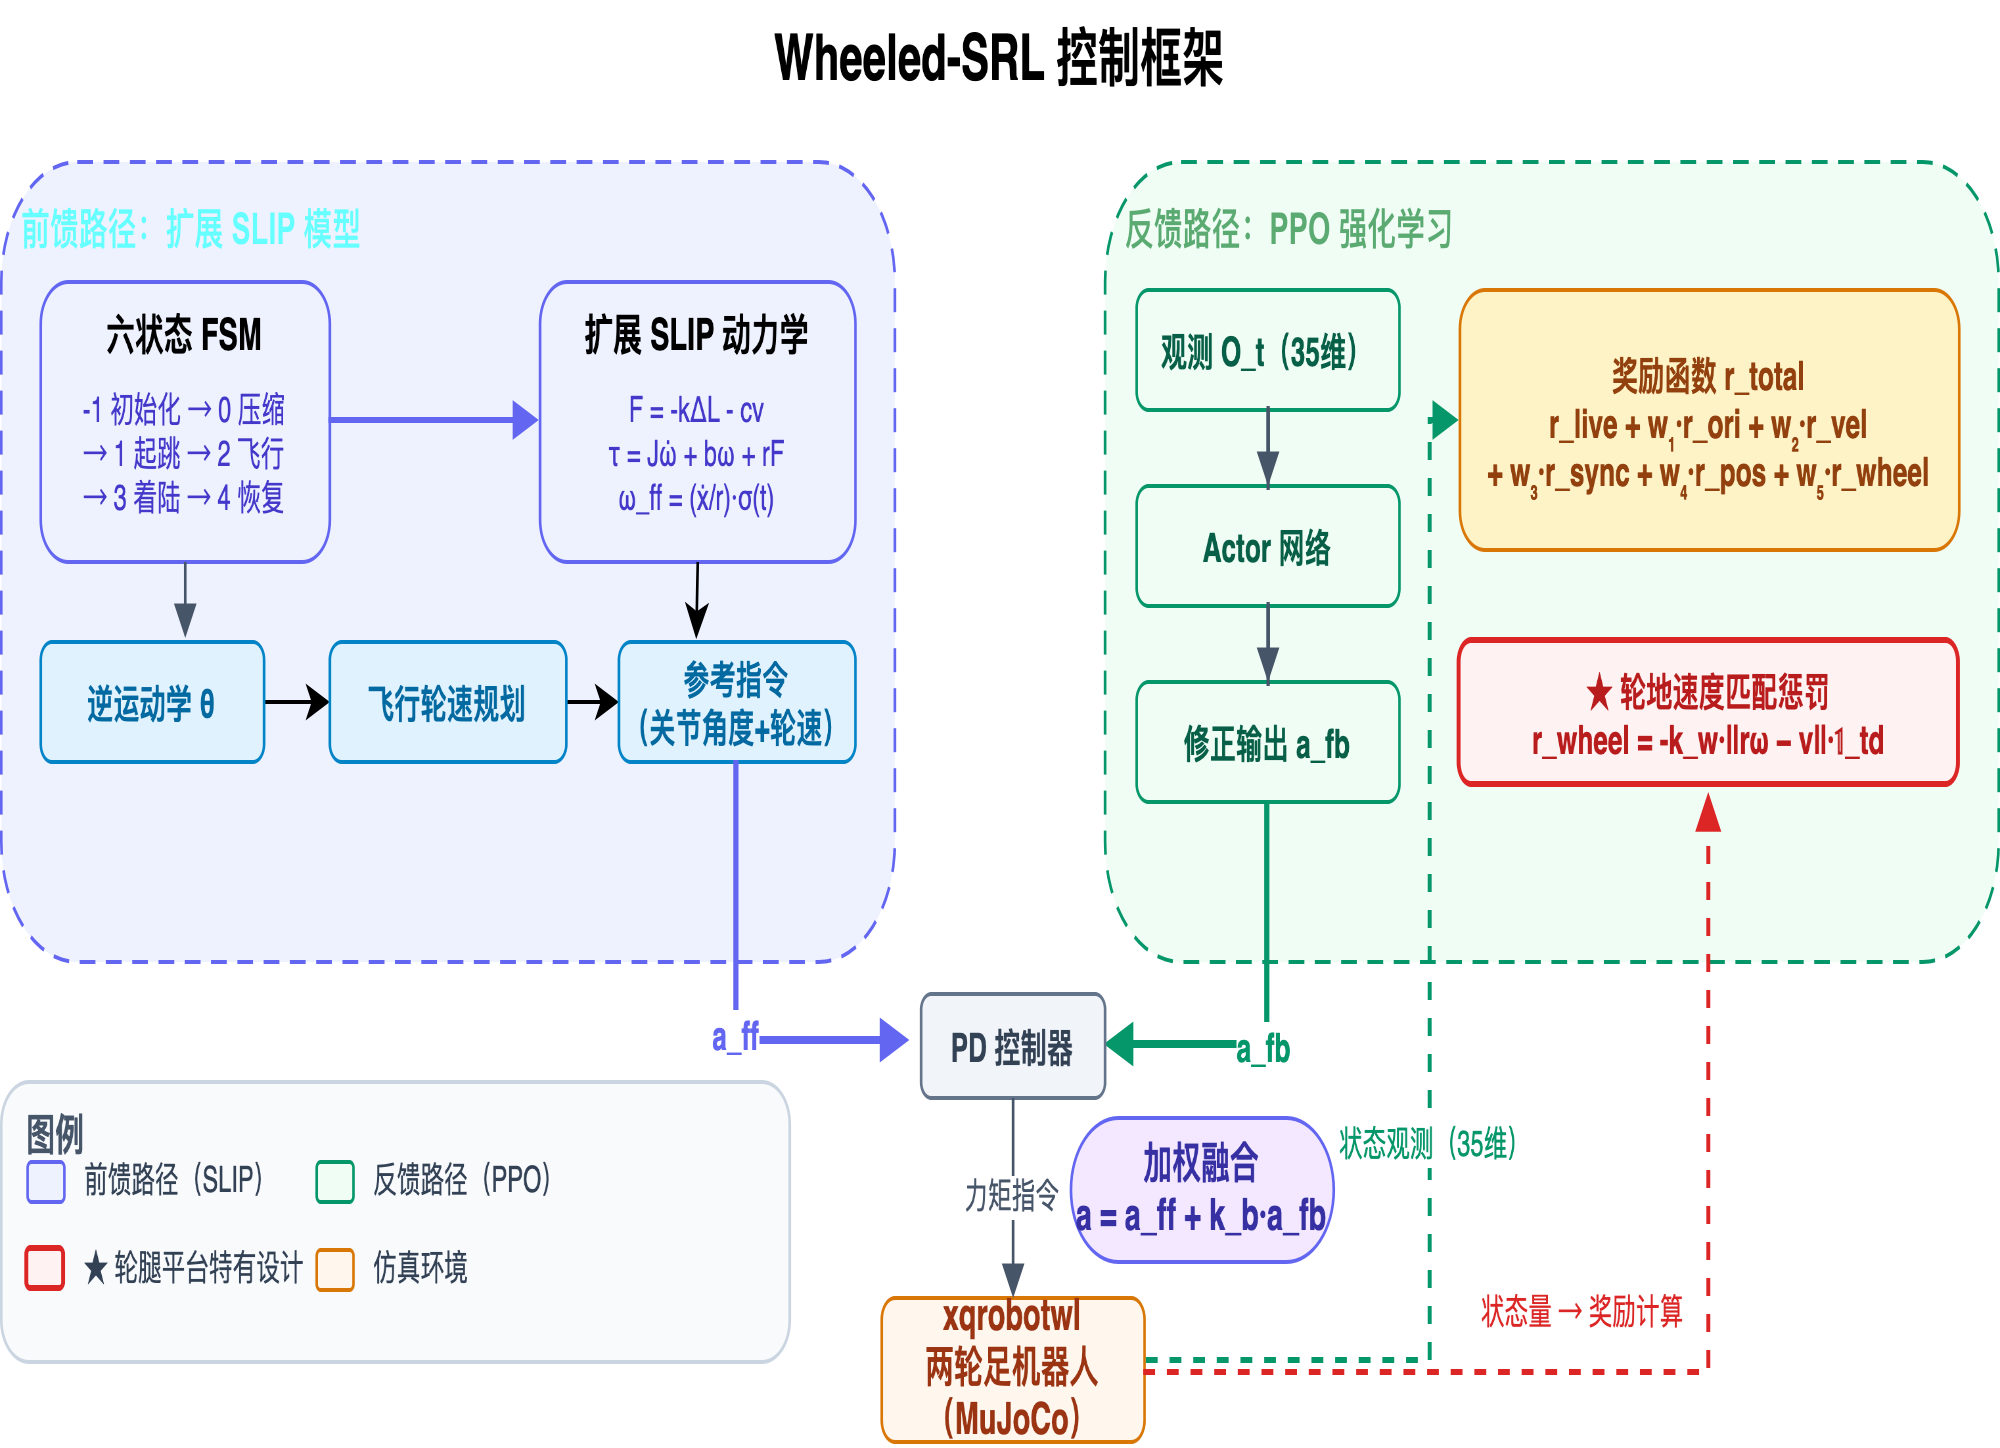 Wheeled-SRL 控制框架
前馈路径：扩展 SLIP 模型
六状态 FSM
-1 初始化 → 0 压缩
→ 1 起跳 → 2 飞行
→ 3 着陆 → 4 恢复
扩展 SLIP 动力学
F = -kΔL - cv
τ = Jω̇ + bω + rF
ω_ff = (ẋ/r)·σ(t)
逆运动学 θ
飞行轮速规划
参考指令
(关节角度+轮速)
反馈路径：PPO 强化学习
观测 O_t（35维）
Actor 网络
修正输出 a_fb
奖励函数 r_total
r_live + w₁·r_ori + w₂·r_vel
+ w₃·r_sync + w₄·r_pos + w₅·r_wheel
★ 轮地速度匹配惩罚
r_wheel = -k_w·||rω – v||·𝟙_td
a_ff
PD 控制器
a_fb
力矩指令
加权融合
a = a_ff + k_b·a_fb
状态观测（35维）
状态量 → 奖励计算
xqrobotwl
两轮足机器人
（MuJoCo）
图例
前馈路径（SLIP）
反馈路径（PPO）
★ 轮腿平台特有设计
仿真环境